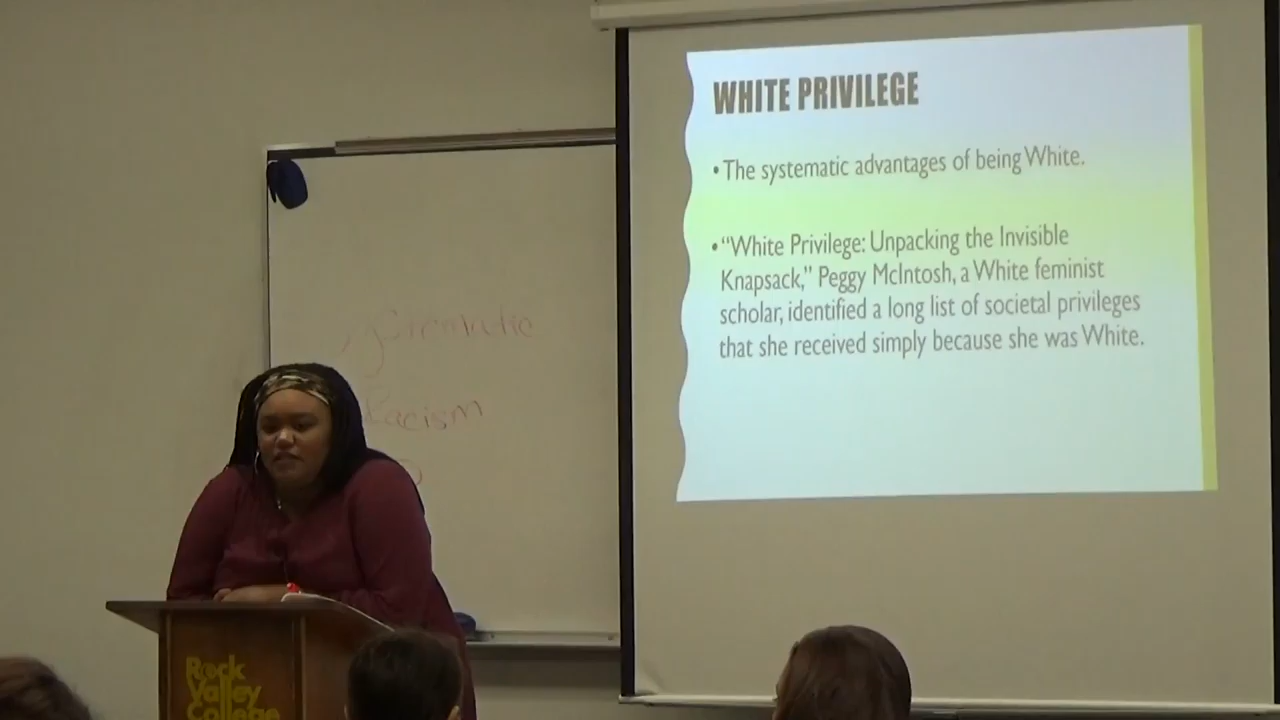 WHITE PRIVILEGE
•The systematic advantages of being White.
•“White Privilege: Unpacking the Invisible
Knapsack,” Peggy McIntosh, a White feminist
scholar, identified a long list of societal privileges
that she received simply because she was White.
Racism
Rock
Valley
College